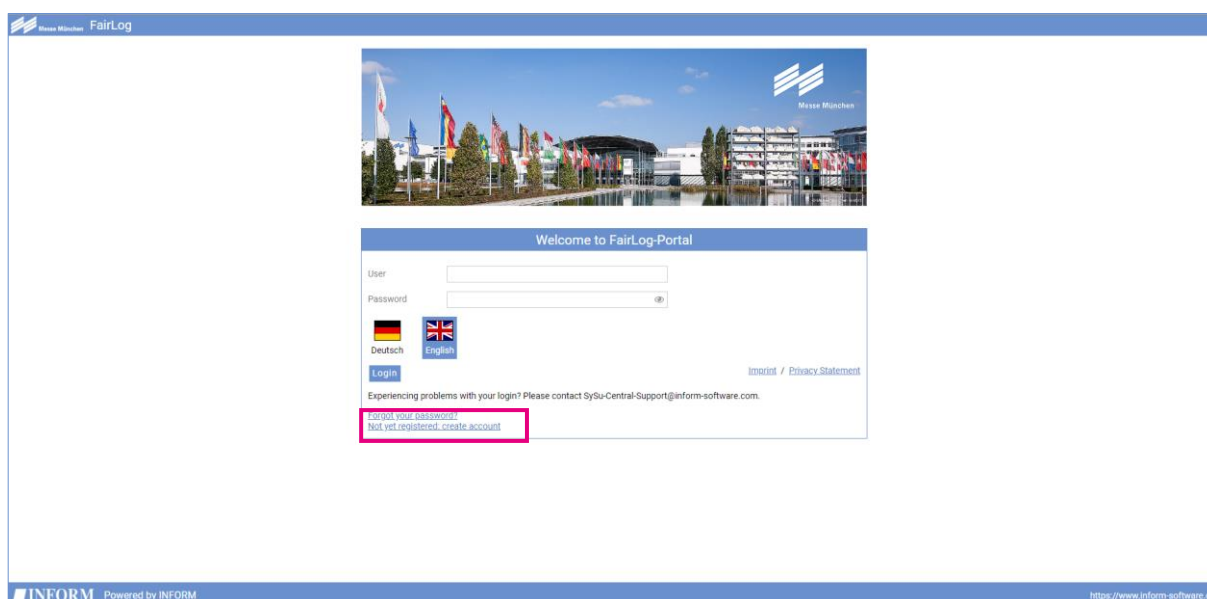 Messe München FairLog
Messe München
Welcome to FairLog-Portal
User
Password
Deutsch English
Login
Imprint / Privacy Statement
Experiencing problems with your login? Please contact SySu-Central-Support@inform-software.com.
Forgot your password?
Not yet registered, create account
INFORM Powered by INFORM
https://www.inform-software.